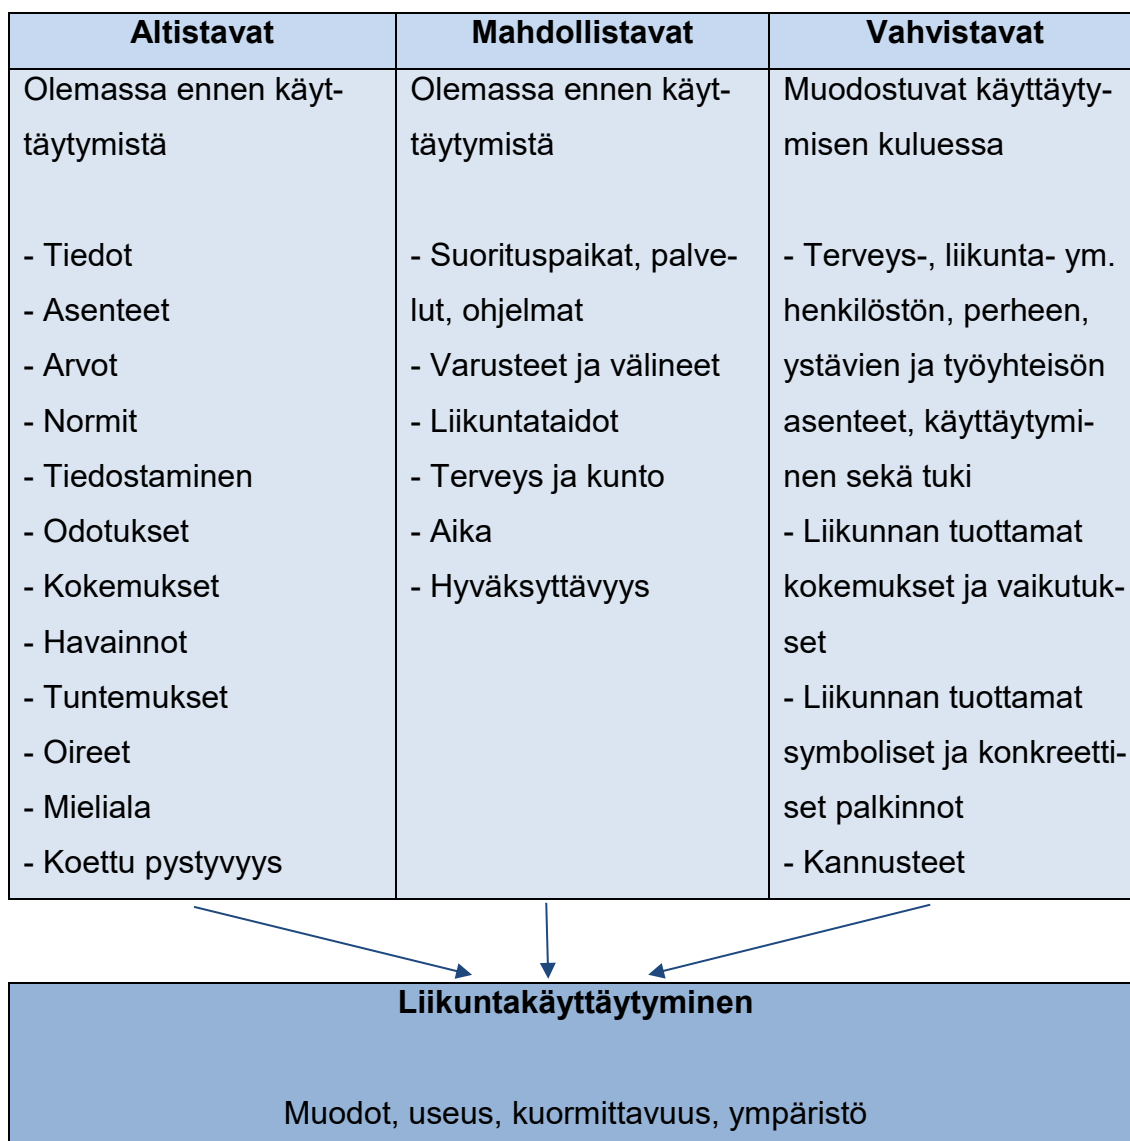 Altistavat
Olemassa ennen käyt-
täytymistä
- Tiedot
- Asenteet
- Arvot
- Normit
- Tiedostaminen
- Odotukset
- Kokemukset
- Havainnot
- Tuntemukset
- Oireet
- Mieliala
- Koettu pystyvyys
Mahdollistavat
Olemassa ennen käyt-
täytymistä
- Suorituspaikat, palve-
lut, ohjelmat
- Varusteet ja välineet
- Liikuntataidot
- Terveys ja kunto
- Aika
- Hyväksyttävyys
Vahvistavat
Muodostuvat käyttäyty-
misen kuluessa
- Terveys-, liikunta- ym.
henkilöstön, perheen,
ystävien ja työyhteisön
asenteet, käyttäytymi-
nen sekä tuki
- Liikunnan tuottamat
kokemukset ja vaikutuk-
set
- Liikunnan tuottamat
symboliset ja konkreetti-
set palkinnot
- Kannusteet
Liikuntakäyttäytyminen
Muodot, useus, kuormittavuus, ympäristö